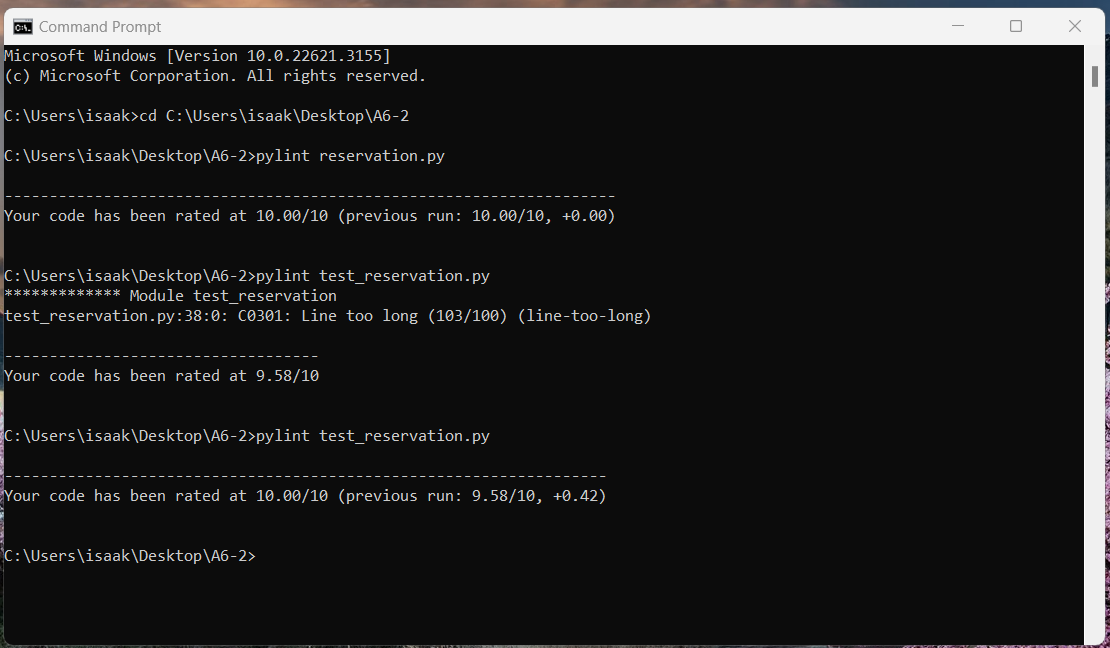 Command Prompt
Microsoft Windows [Version 10.0.22621.3155]
(c) Microsoft Corporation. All rights reserved.
C:\Users\isaak>cd C:\Users\isaak\Desktop\A6-2
C:\Users\isaak\Desktop\A6-2>pylint reservation.py
--------------------------------------------------------------------
Your code has been rated at 10.00/10 (previous run: 10.00/10, +0.00)
C:\Users\isaak\Desktop\A6-2>pylint test_reservation.py
************* Module test_reservation
test_reservation.py:38:0: C0301: Line too long (103/100) (line-too-long)
-----------------------------------
Your code has been rated at 9.58/10
C:\Users\isaak\Desktop\A6-2>pylint test_reservation.py
-------------------------------------------------------------------
Your code has been rated at 10.00/10 (previous run: 9.58/10, +0.42)
C:\Users\isaak\Desktop\A6-2>